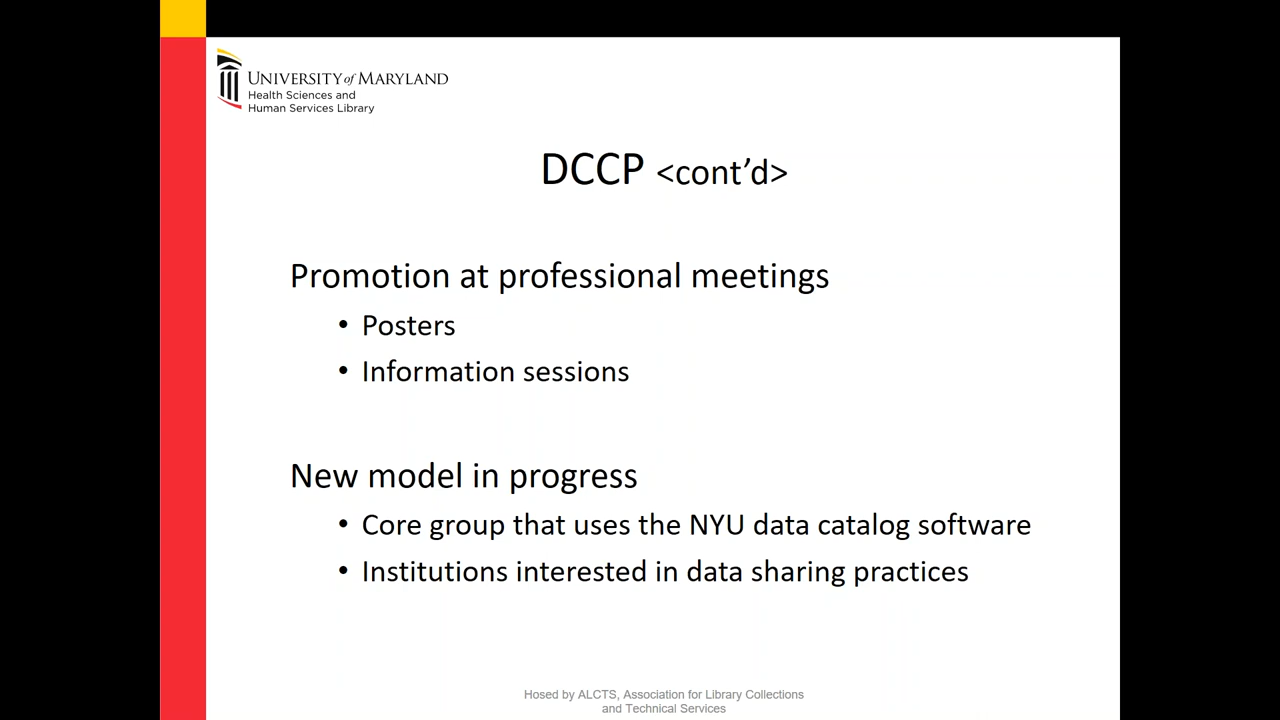 UNIVERSITY of MARYLAND
Health Sciences and
Human Services Library
DCCP <cont’d>
Promotion at professional meetings
• Posters
• Information sessions
New model in progress
• Core group that uses the NYU data catalog software
• Institutions interested in data sharing practices
Hosed by ALCTS, Association for Library Collections
and Technical Services